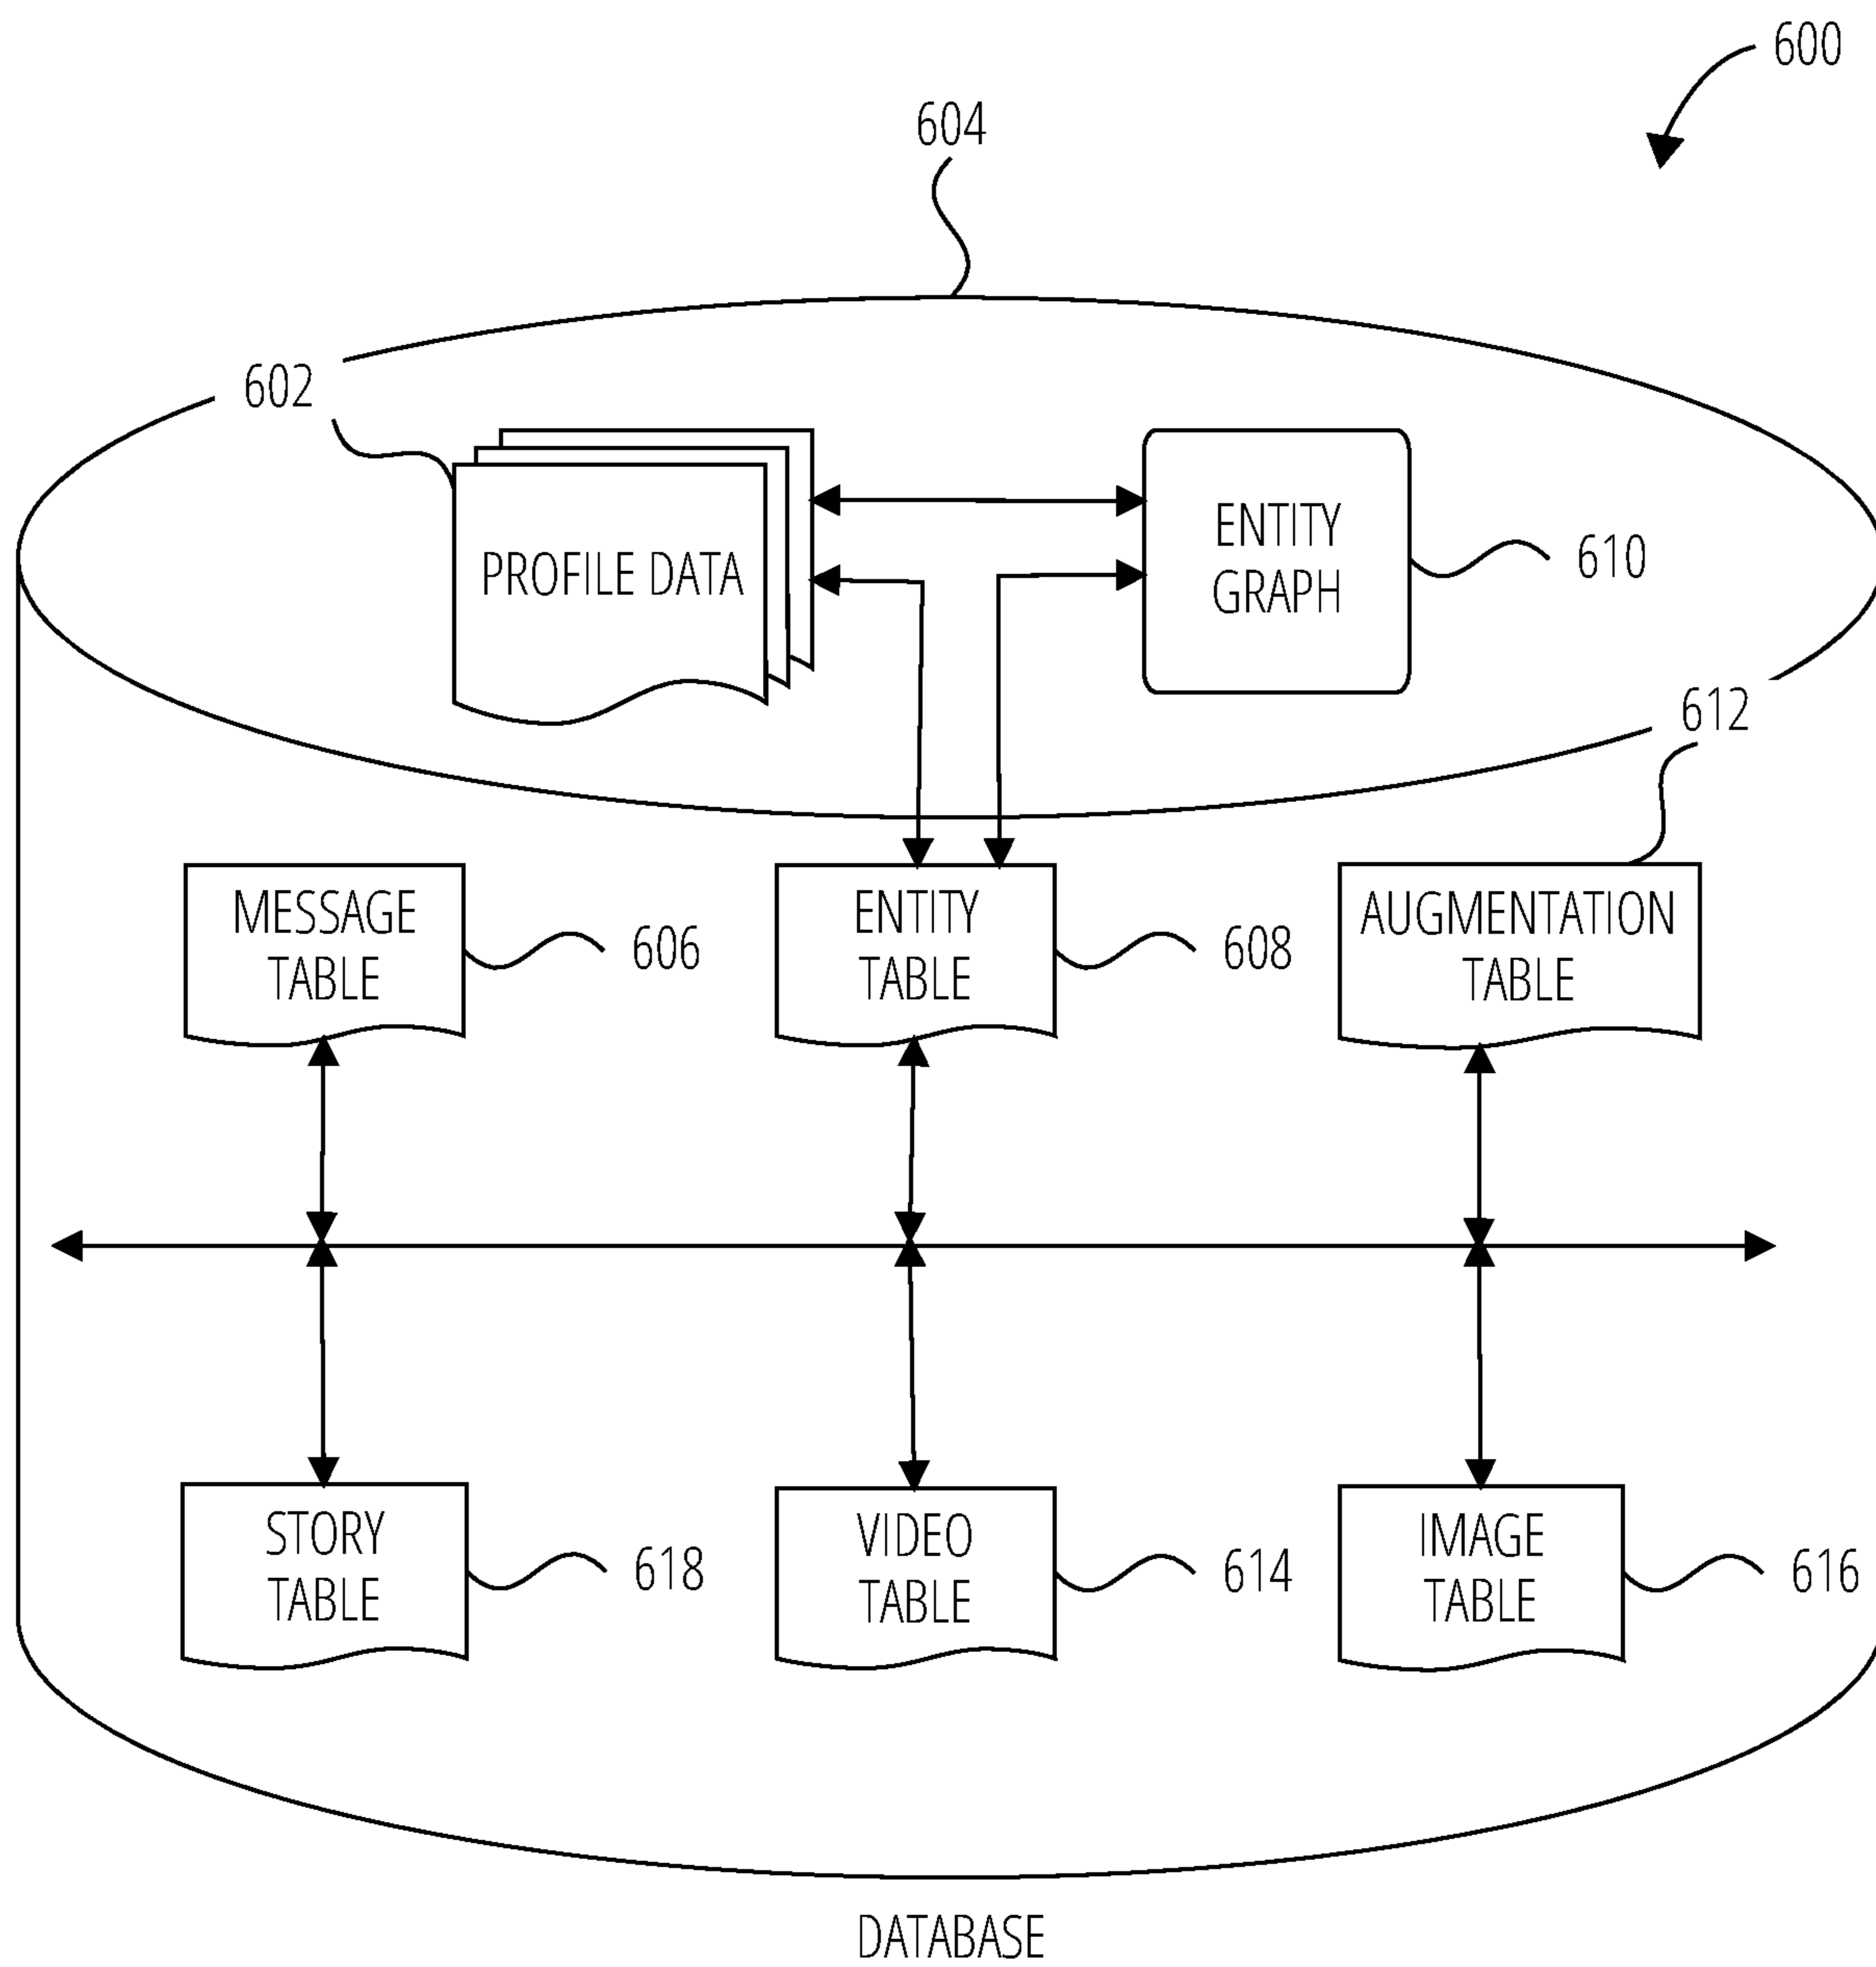 600
604
602
PROFILE DATA
ENTITY
GRAPH
610
612
MESSAGE
TABLE
606
ENTITY
TABLE
608
AUGMENTATION
TABLE
STORY
TABLE
618
VIDEO
TABLE
614
IMAGE
TABLE
616
DATABASE